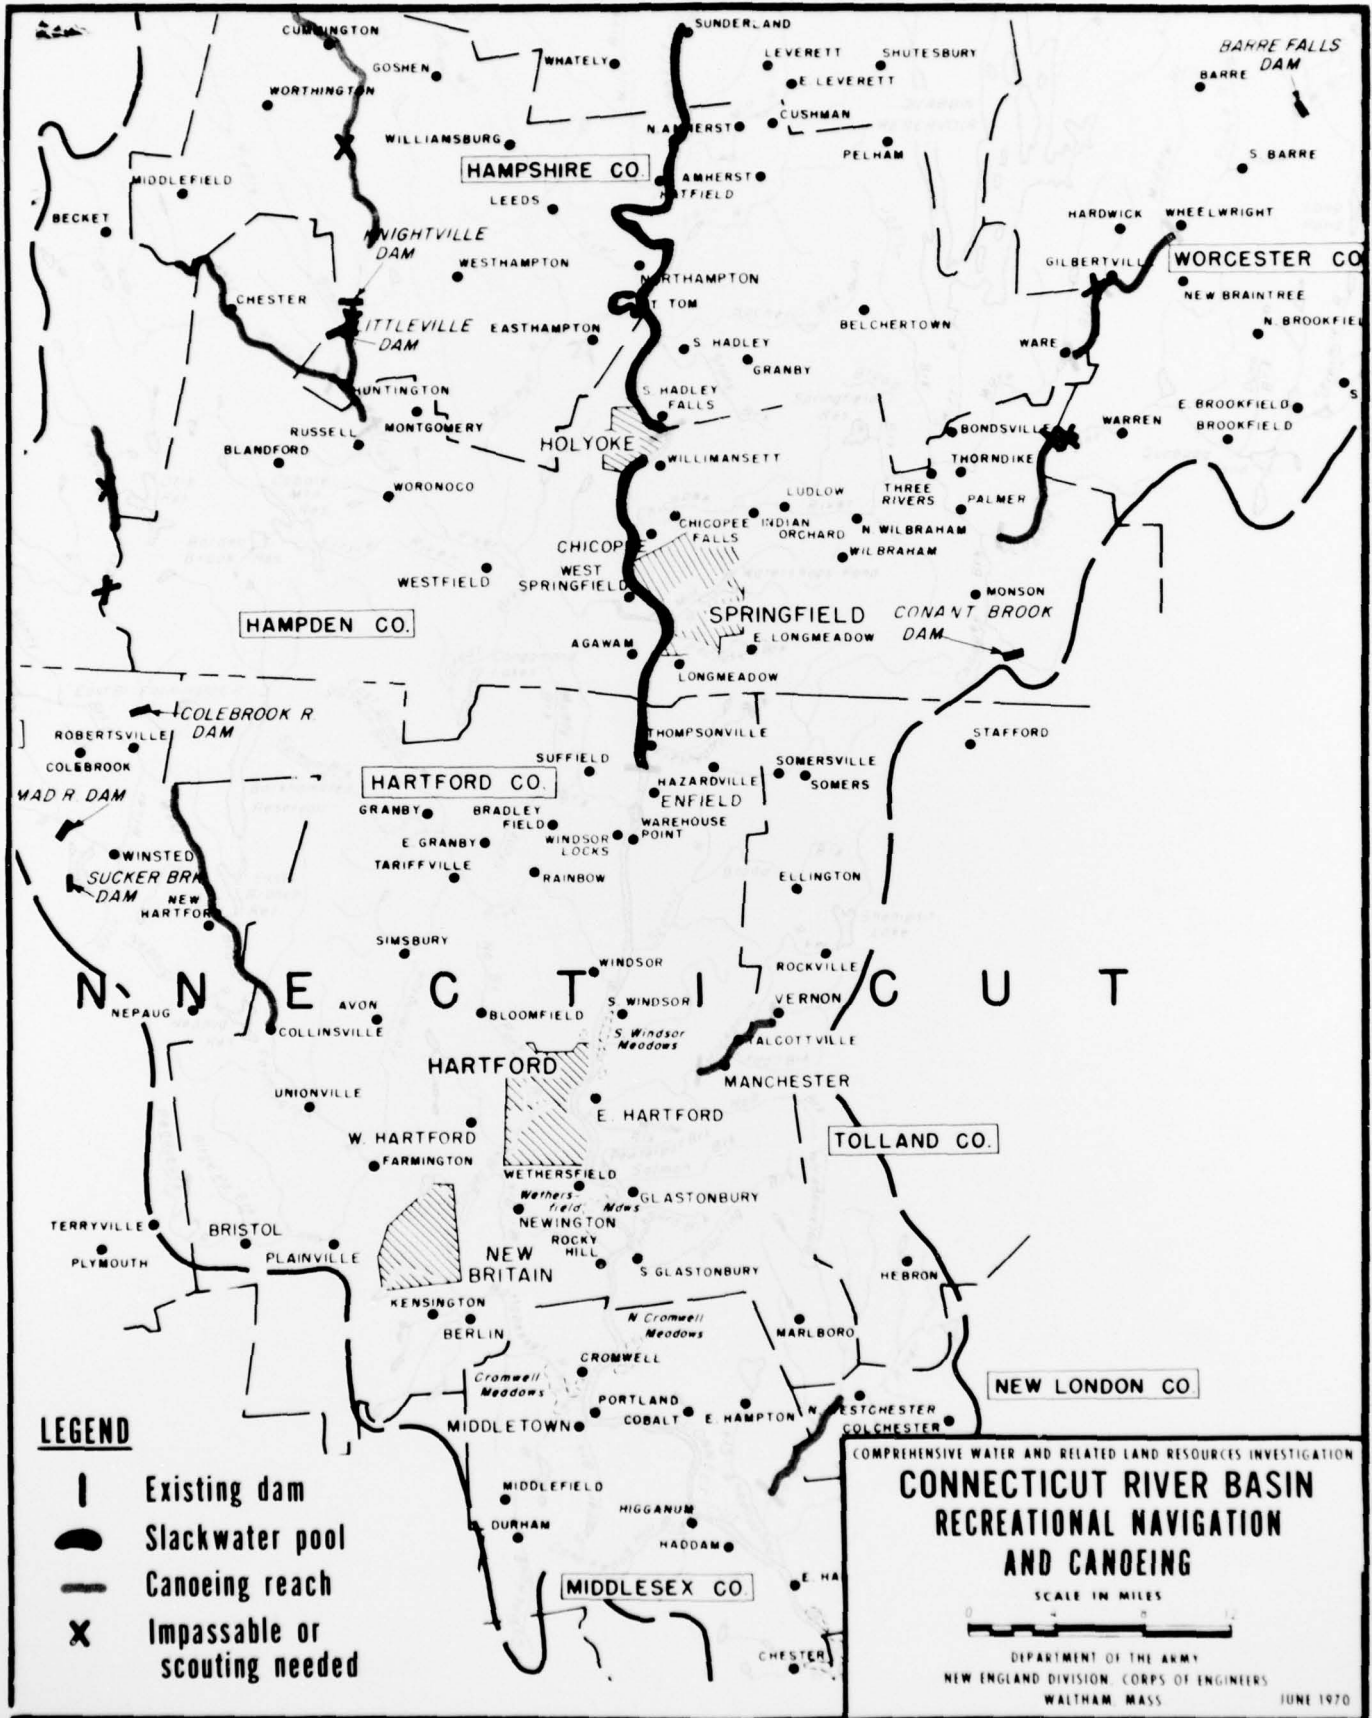 CUMMINGTON
SUNDERLAND
GOSHEN
WHATELY
LEVERETT
SHUTESBURY
E LEVERETT
BARRE FALLS
DAM
BARRE
WORTHINGTON
WILLIAMSBURG
N AMHERST
CUSHMAN
PELHAM
S BARRE
HAMPSHIRE CO.
MIDDLEFIELD
AMHERST
HATFIELD
LEEDS
BECKET
HARDWICK
WHEELWRIGHT
KNIGHTVILLE
DAM
WESTHAMPTON
NORTHAMPTON
GILBERTVILLE
WORCESTER CO
NEW BRAINTREE
CHESTER
T TOM
LITTLEVILLE
DAM
EASTHAMPTON
BELCHERTOWN
N. BROOKFIEL
S HADLEY
GRANBY
WARE
HUNTINGTON
S HADLEY
FALLS
S
MONTGOMERY
RUSSELL
BLANDFORD
HOLYOKE
BONDSVILLE
WARREN
E. BROOKFIELD
BROOKFIELD
WILLIMANSETT
THORNDIKE
WORONOCO
LUDLOW
THREE
RIVERS
PALMER
CHICOPEE
FALLS
INDIAN
ORCHARD
N WILBRAHAM
CHICOPEE
WILBRAHAM
WEST
SPRINGFIELD
WESTFIELD
MONSON
HAMPDEN CO.
SPRINGFIELD
CONANT BROOK
DAM
AGAWAM
E. LONGMEADOW
LONGMEADOW
COLEBROOK R.
DAM
ROBERTSVILLE
COLEBROOK
THOMPSONVILLE
STAFFORD
SUFFIELD
SOMERSVILLE
SOMERS
HARTFORD CO.
HAZARDVILLE
ENFIELD
MAD R. DAM
GRANBY
BRADLEY
FIELD
WAREHOUSE
POINT
E. GRANBY
WINDSOR
LOCKS
WINSTED
TARIFFVILLE
RAINBOW
SUCKER BRK
DAM
ELLINGTON
NEW
HARTFORD
SIMSBURY
WINDSOR
ROCKVILLE
N N E C T I C U T
NEPAUG
AVON
BLOOMFIELD
S. WINDSOR
VERNON
COLLINSVILLE
S Windsor
Meadows
TALCOTTVILLE
HARTFORD
MANCHESTER
UNIONVILLE
E. HARTFORD
W. HARTFORD
TOLLAND CO.
FARMINGTON
WETHERSFIELD
Wethers-
field Mdws
GLASTONBURY
NEWINGTON
TERRYVILLE
BRISTOL
PLYMOUTH
PLAINVILLE
ROCKY
HILL
NEW
BRITAIN
S GLASTONBURY
HEBRON
KENSINGTON
BERLIN
N Cromwell
Meadows
MARLBORO
CROMWELL
Cromwell
Meadows
NEW LONDON CO.
PORTLAND
COBALT
E. HAMPTON
N. WESTCHESTER
COLCHESTER
MIDDLETOWN
MIDDLEFIELD
HIGGANUM
DURHAM
HADDAM
MIDDLESEX CO.
E. HA
CHESTER
LEGEND
Existing dam
Slackwater pool
Canoeing reach
X Impassable or
scouting needed
COMPREHENSIVE WATER AND RELATED LAND RESOURCES INVESTIGATION
CONNECTICUT RIVER BASIN
RECREATIONAL NAVIGATION
AND CANOEING
SCALE IN MILES
0 4 8 12
DEPARTMENT OF THE ARMY
NEW ENGLAND DIVISION, CORPS OF ENGINEERS
WALTHAM, MASS
JUNE 1970